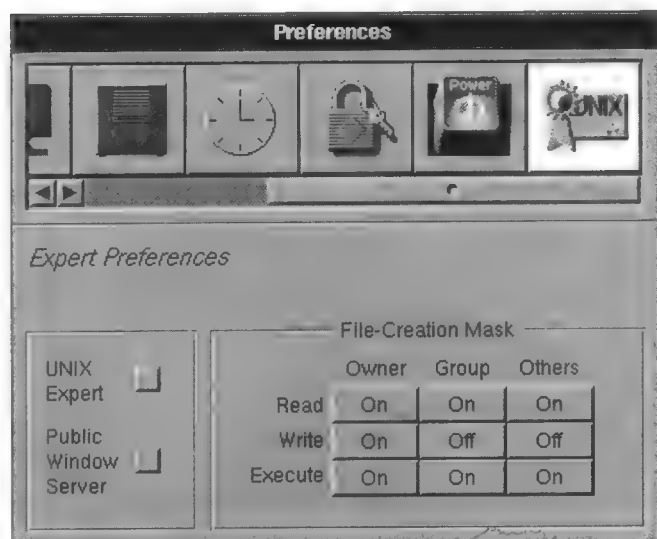 Preferences
Power
UNIX
Expert Preferences
UNIX
Expert
Public
Window
Server
File-Creation Mask
Owner Group Others
Read On On On
Write On Off Off
Execute On On On